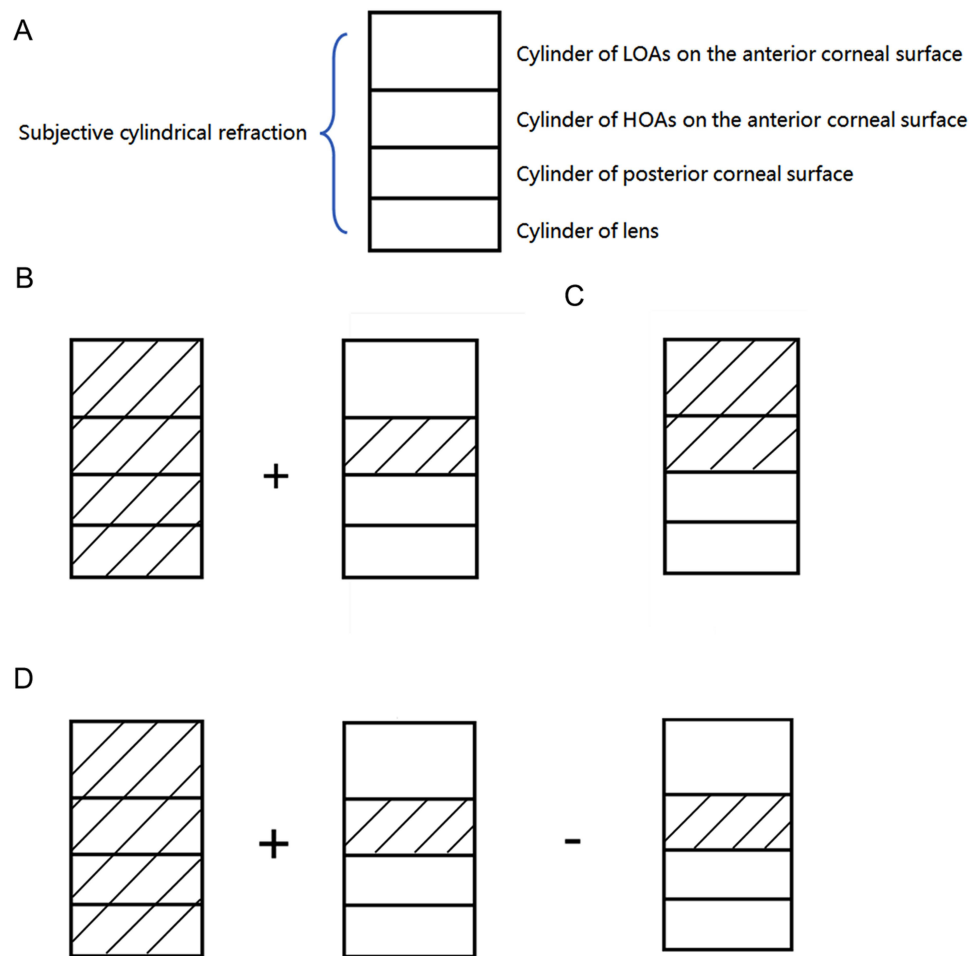 A
Cylinder of LOAs on the anterior corneal surface
Subjective cylindrical refraction
Cylinder of HOAs on the anterior corneal surface
Cylinder of posterior corneal surface
Cylinder of lens
B
C
+
D
+
-